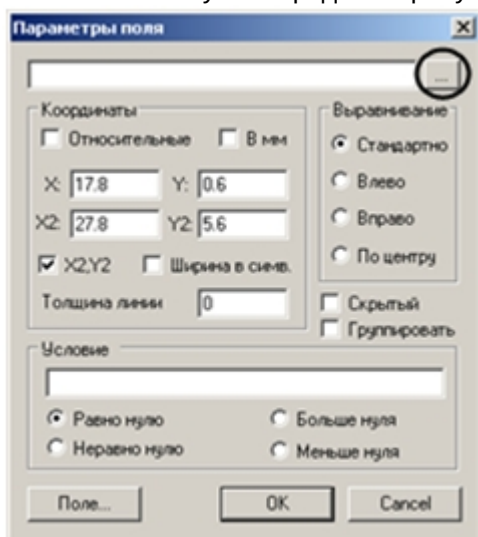 Параметры поля
...
Координаты
Выравнивание
Относительные В мм
Стандартно
X: 17.8 Y: 0.6
Влево
X2: 27.8 Y2: 5.6
Вправо
X2,Y2 Ширина в симв.
По центру
Толщина линии 0
Скрытый
Группировать
Условие
Равно нулю Больше нуля
Неравно нулю Меньше нуля
Поле... OK Cancel